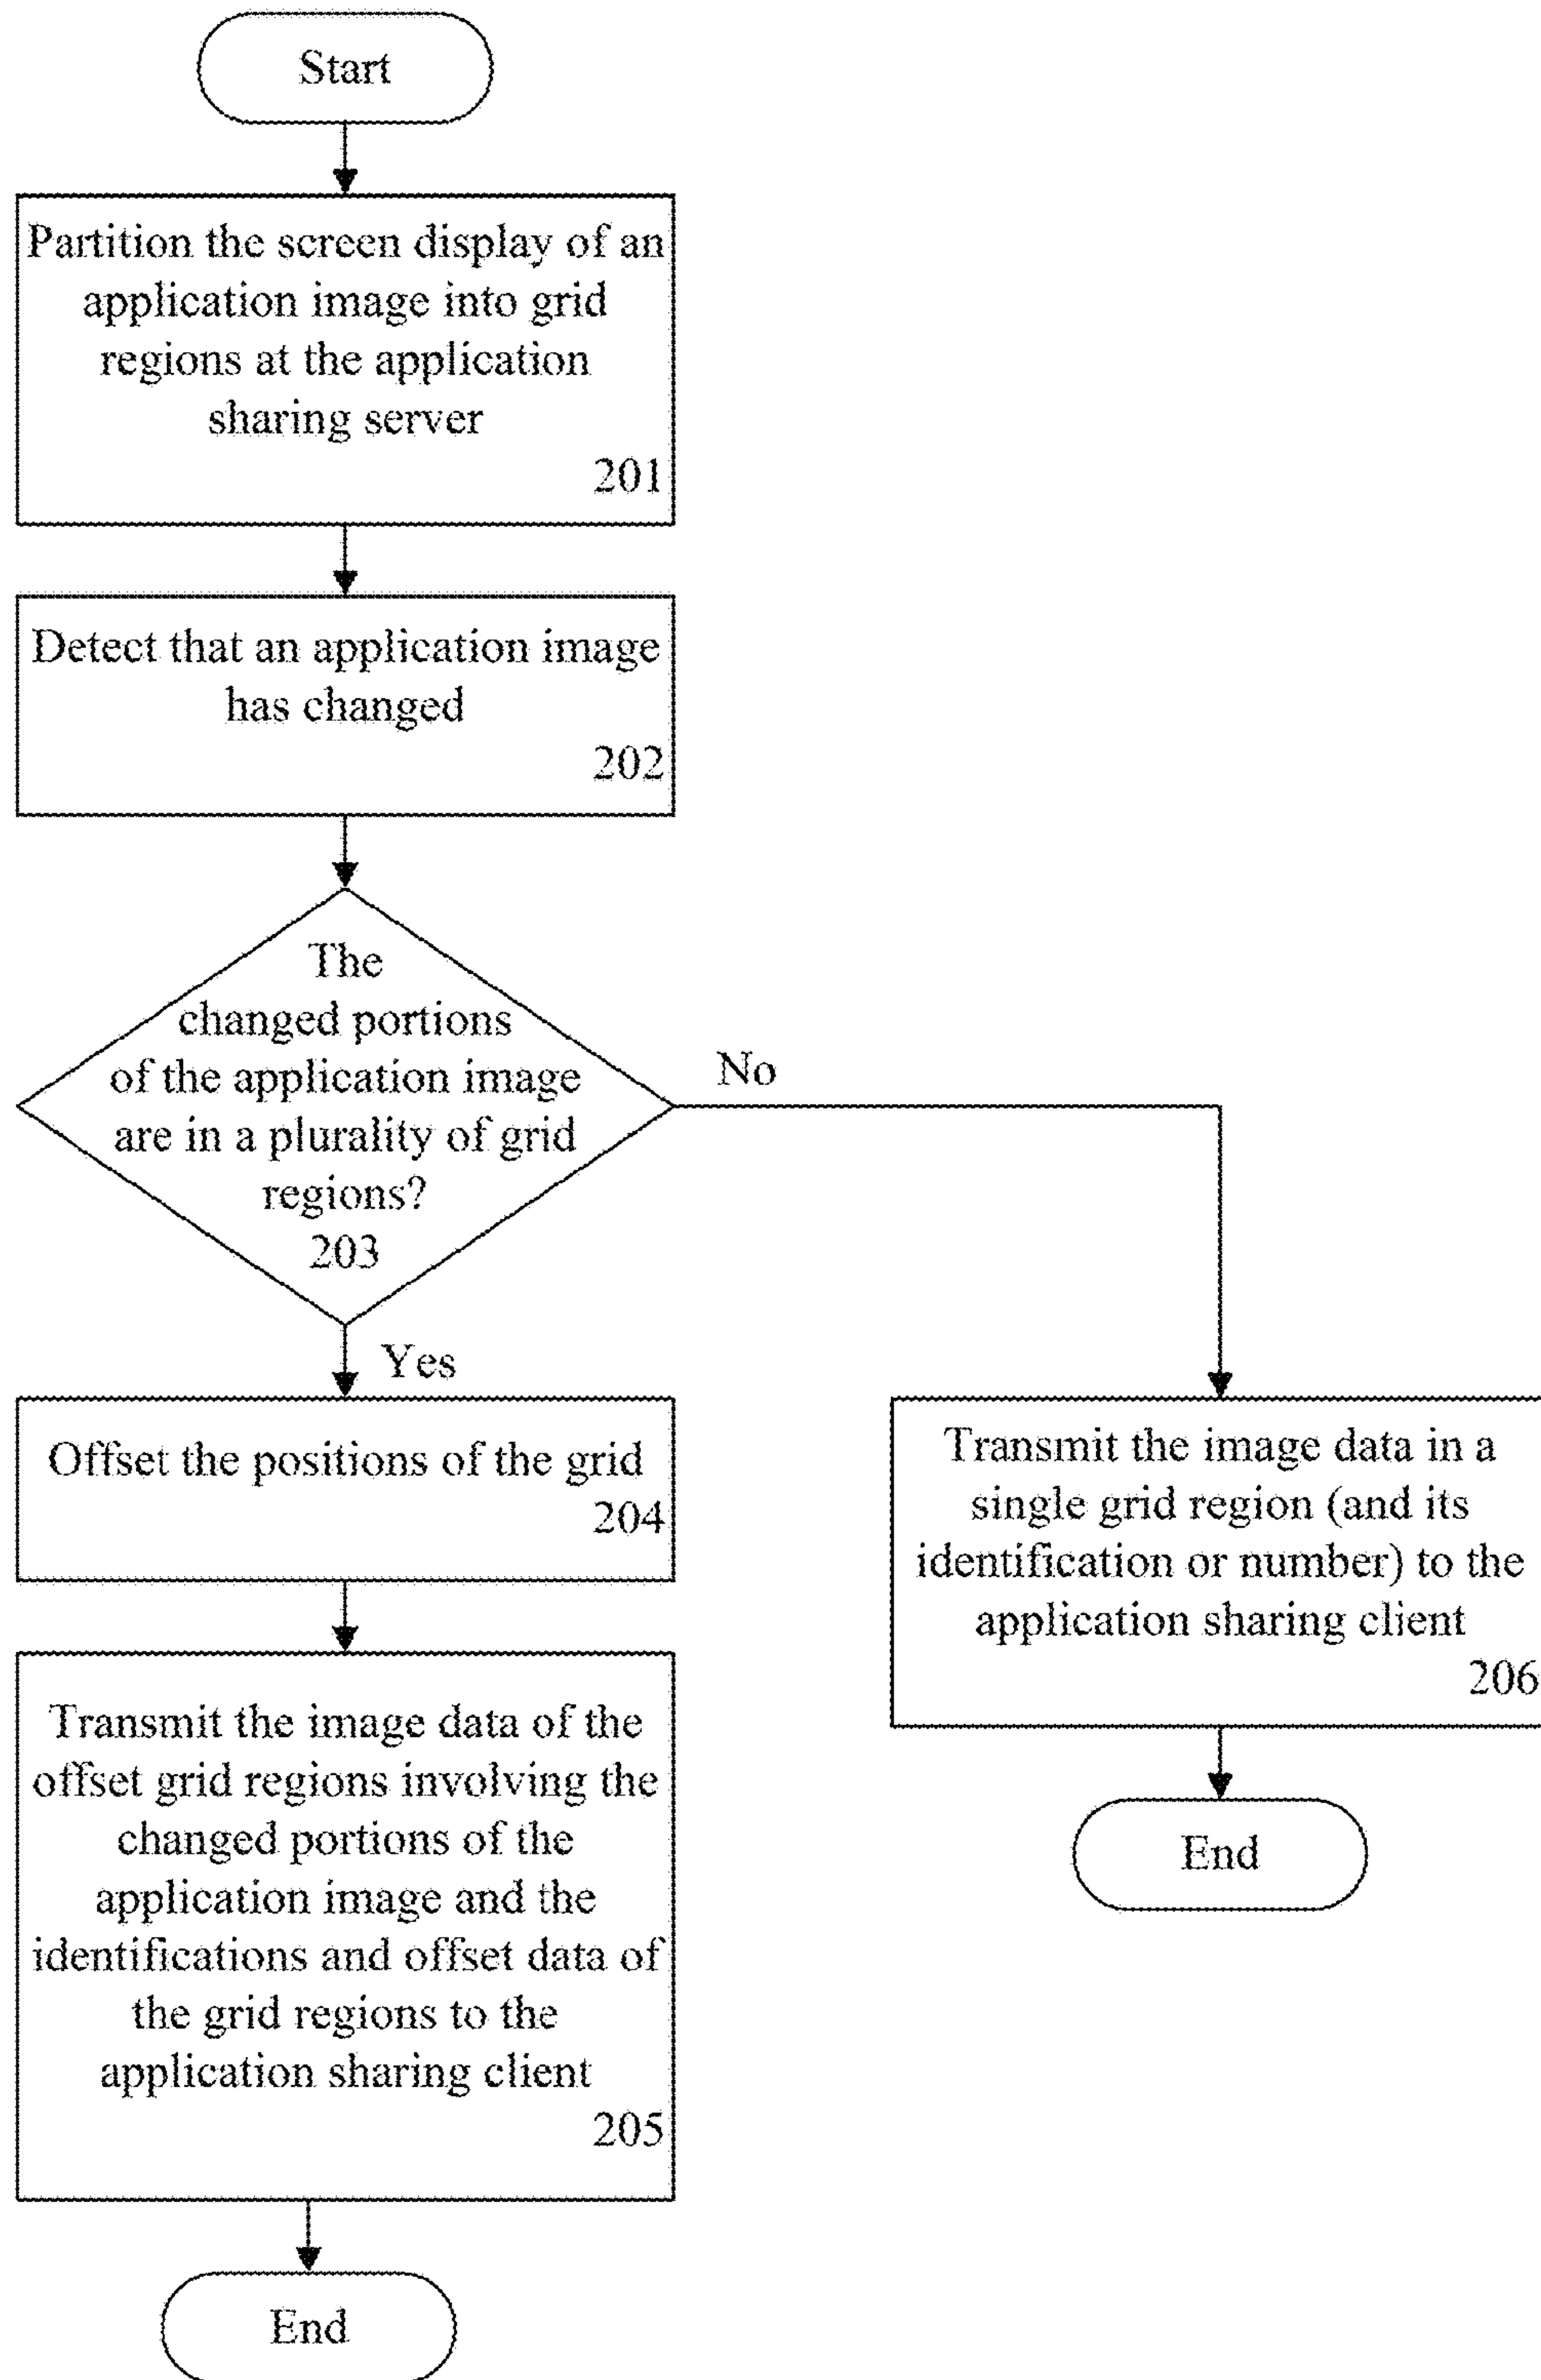 Start
Partition the screen display of an
application image into grid
regions at the application
sharing server
201
Detect that an application image
has changed
202
The
changed portions
of the application image
are in a plurality of grid
regions?
203
No
Yes
Offset the positions of the grid
204
Transmit the image data in a
single grid region (and its
identification or number) to the
application sharing client
206
End
Transmit the image data of the
offset grid regions involving the
changed portions of the
application image and the
identifications and offset data of
the grid regions to the
application sharing client
205
End